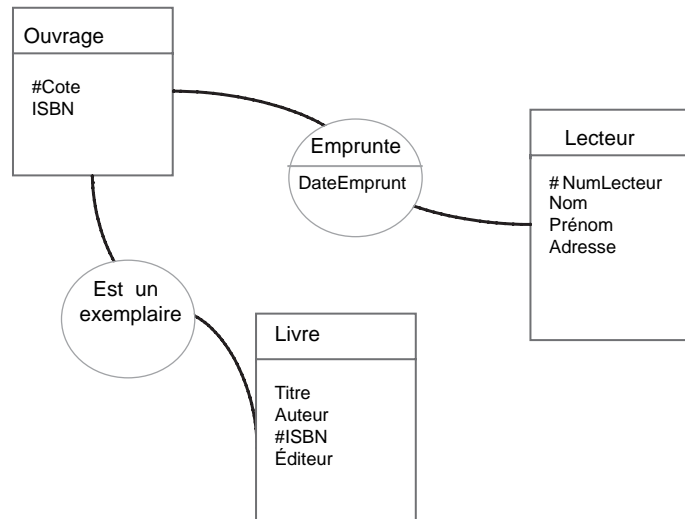 Ouvrage
#Cote
ISBN
Emprunte
DateEmprunt
Lecteur
# NumLecteur
Nom
Prénom
Adresse
Est un
exemplaire
Livre
Titre
Auteur
#ISBN
Éditeur